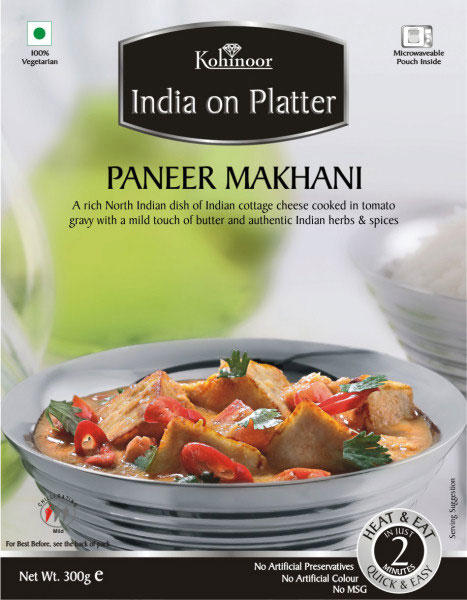 100%
Vegetarian
Kohinoor
India on Platter
Microwaveable
Pouch Inside
PANEER MAKHANI
A rich North Indian dish of Indian cottage cheese cooked in tomato
gravy with a mild touch of butter and authentic Indian herbs & spices
Serving Suggestion
CHILLI RATING
Mild
For Best Before, see the back of pack
HEAT & EAT
IN JUST
2
MINUTES
QUICK & EASY
Net Wt. 300g e
No Artificial Preservatives
No Artificial Colour
No MSG